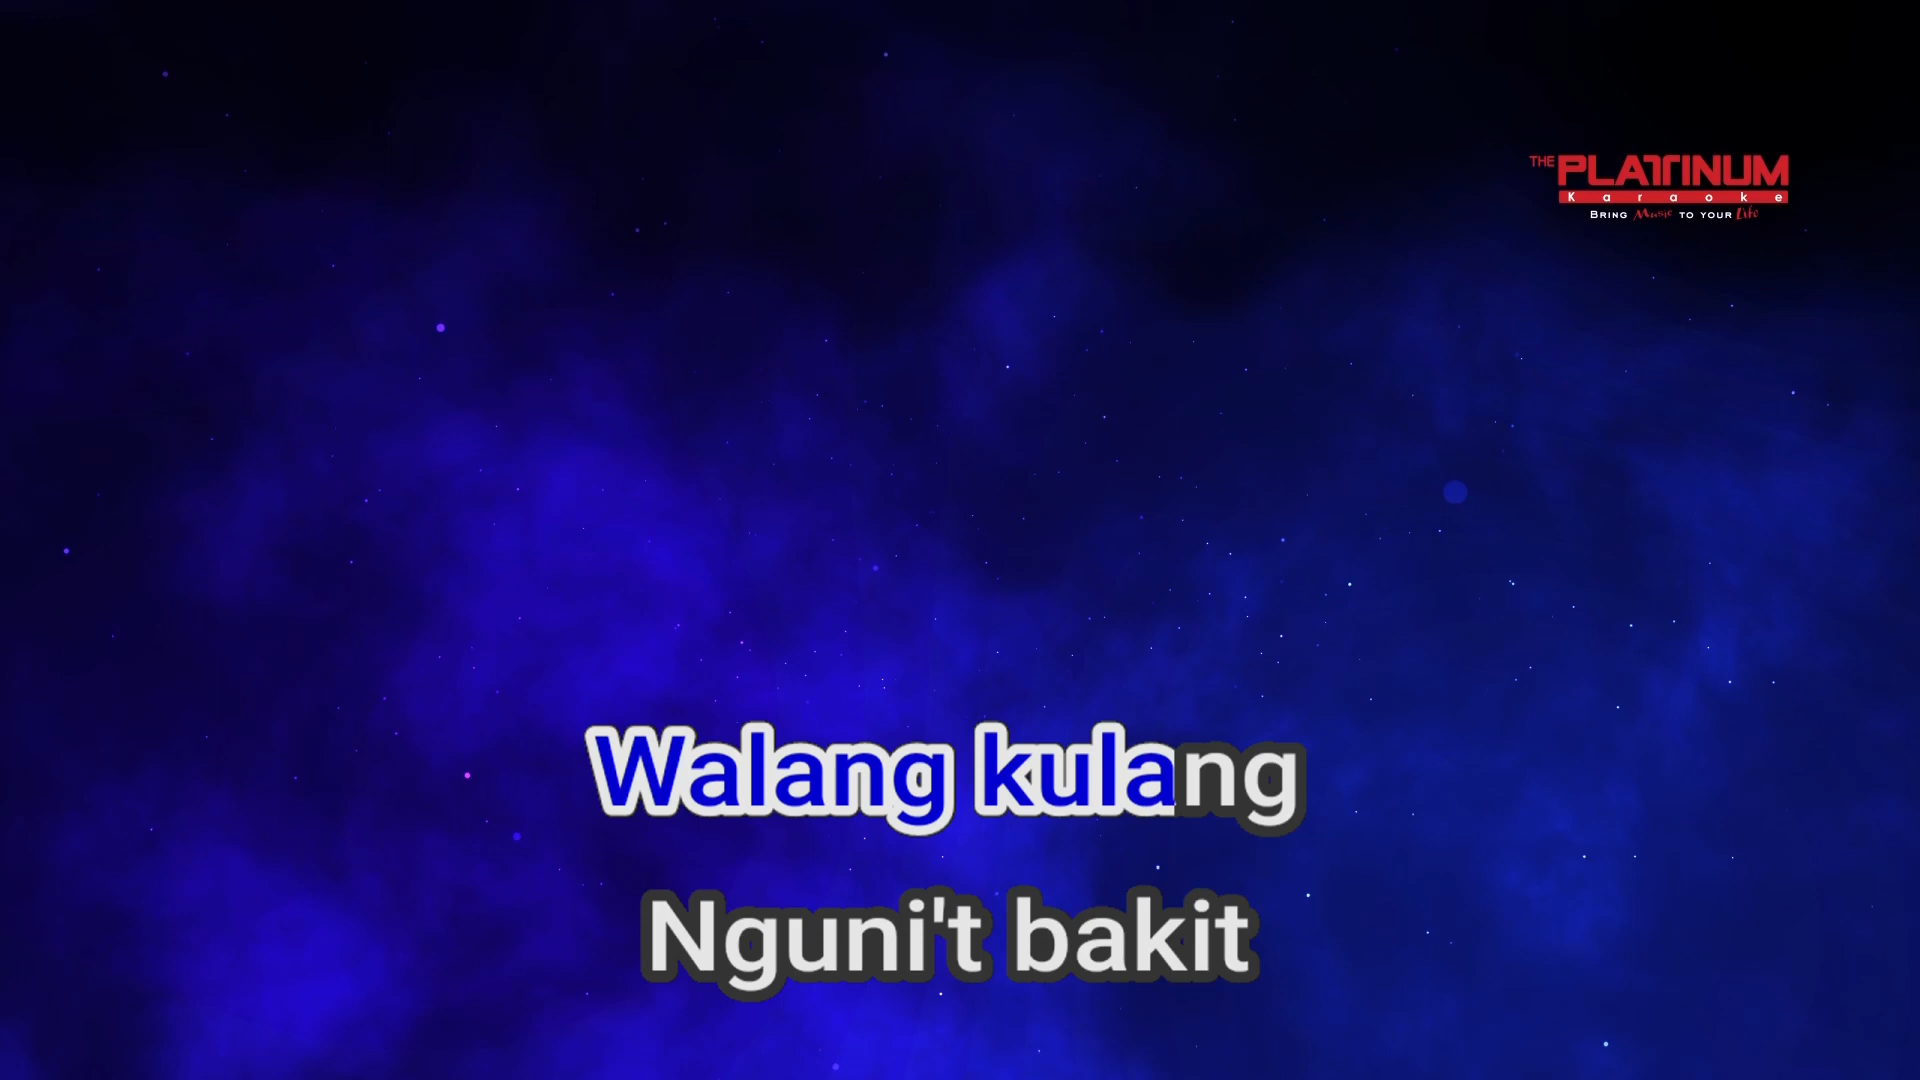 THE PLATINUM
Karaoke
BRING Music TO YOUR Life
Walang kulang
Nguni't bakit